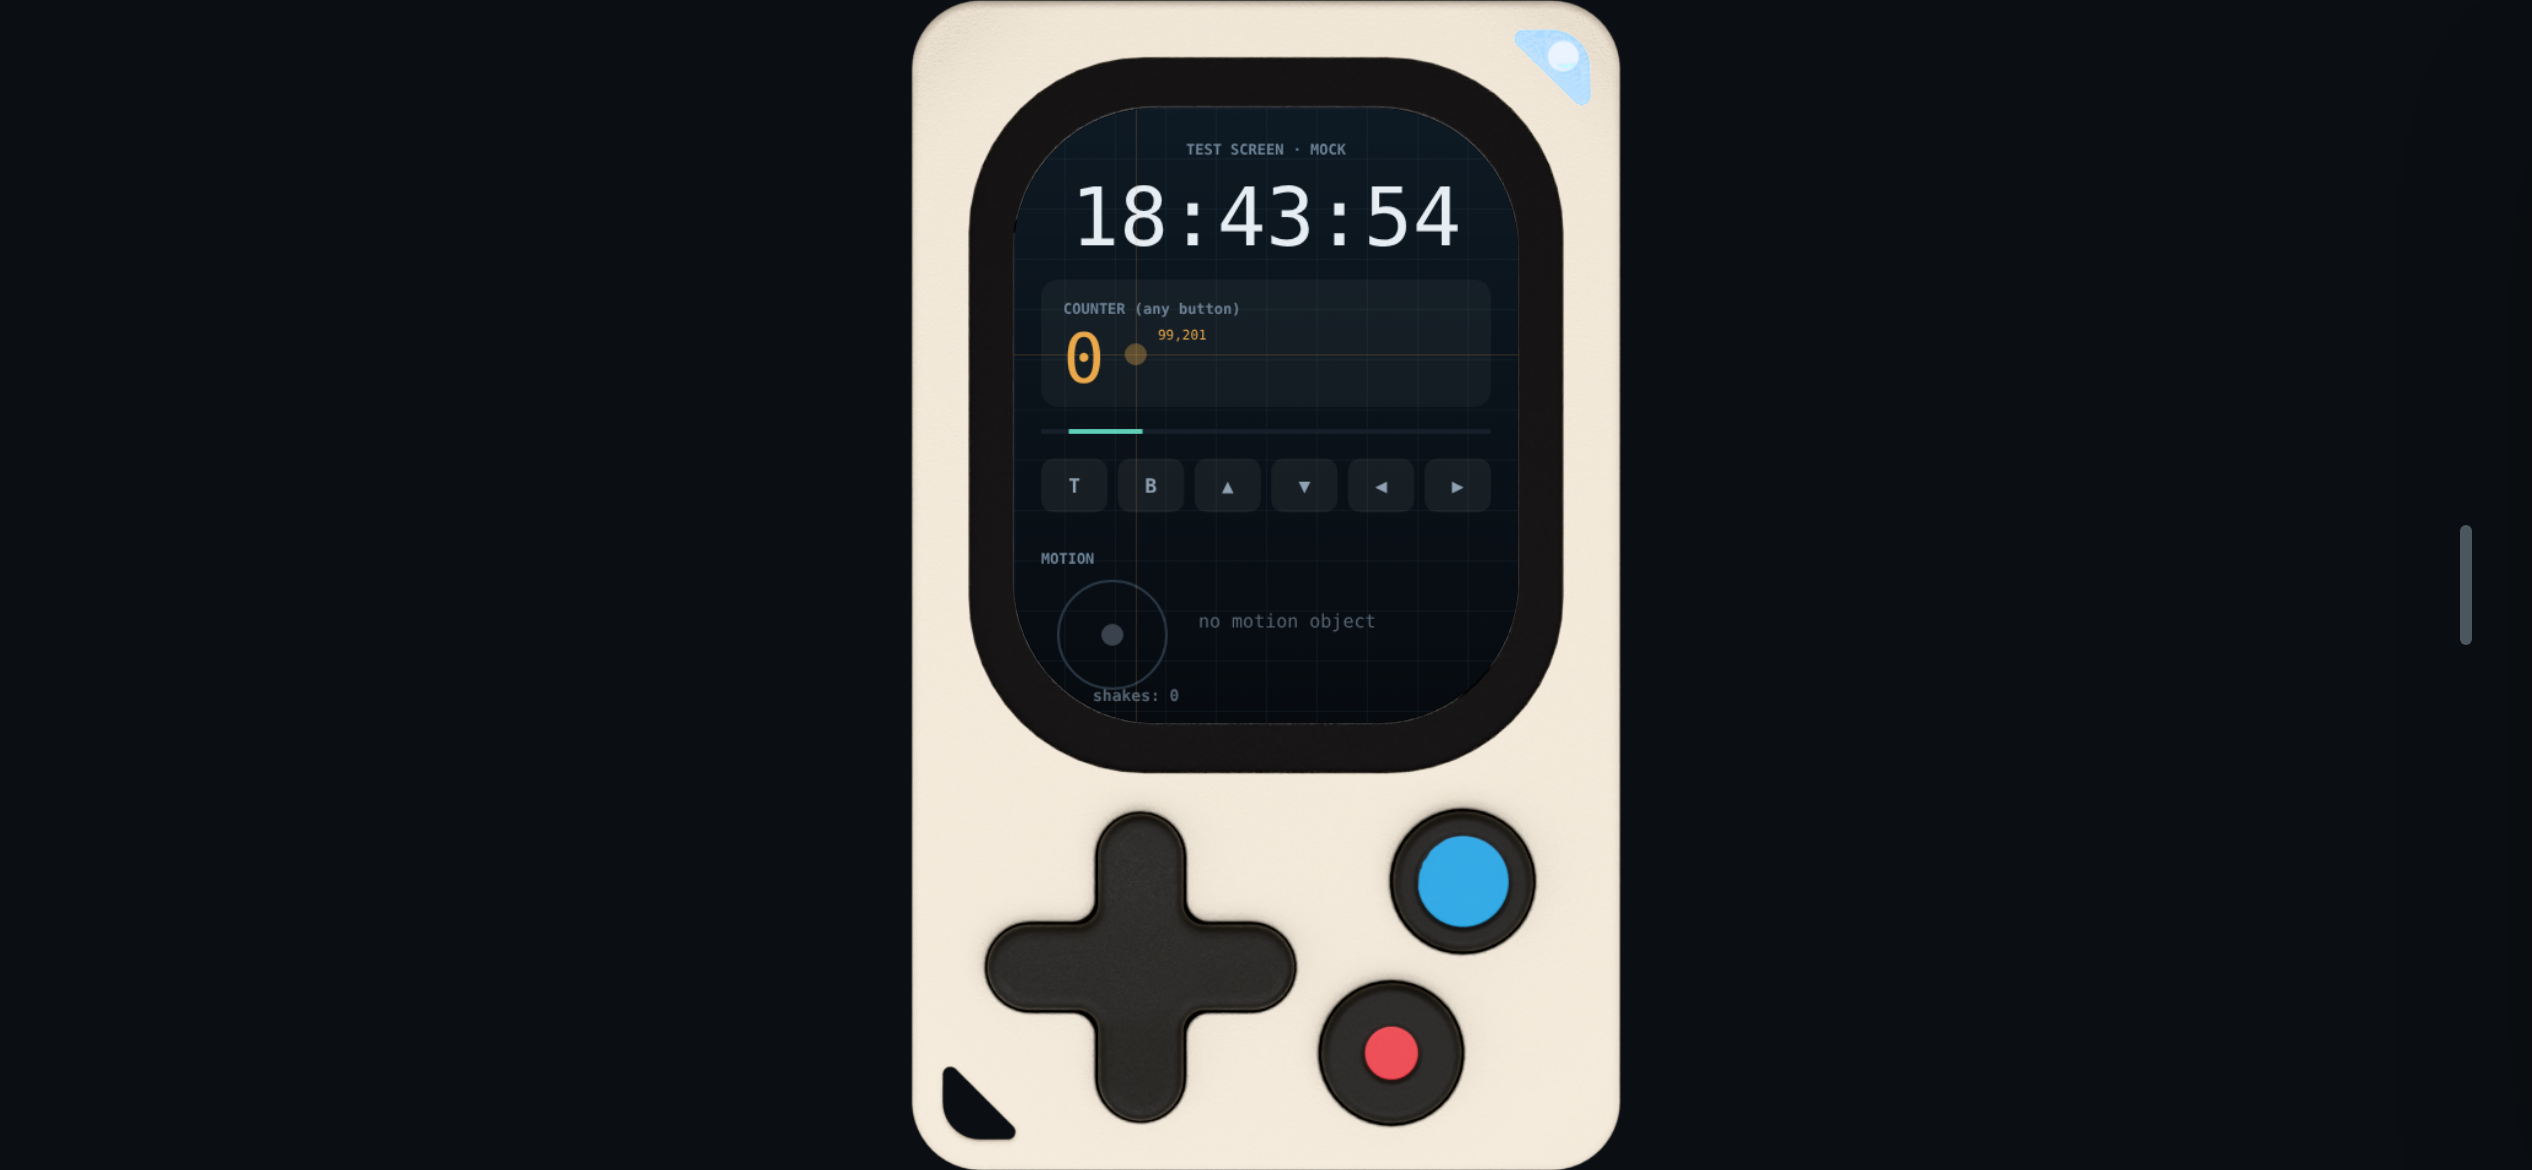 TEST SCREEN · MOCK
18:43:54
COUNTER (any button)
99,201
0
T B ▲ ▼ ◀ ▶
MOTION
no motion object
shakes: 0